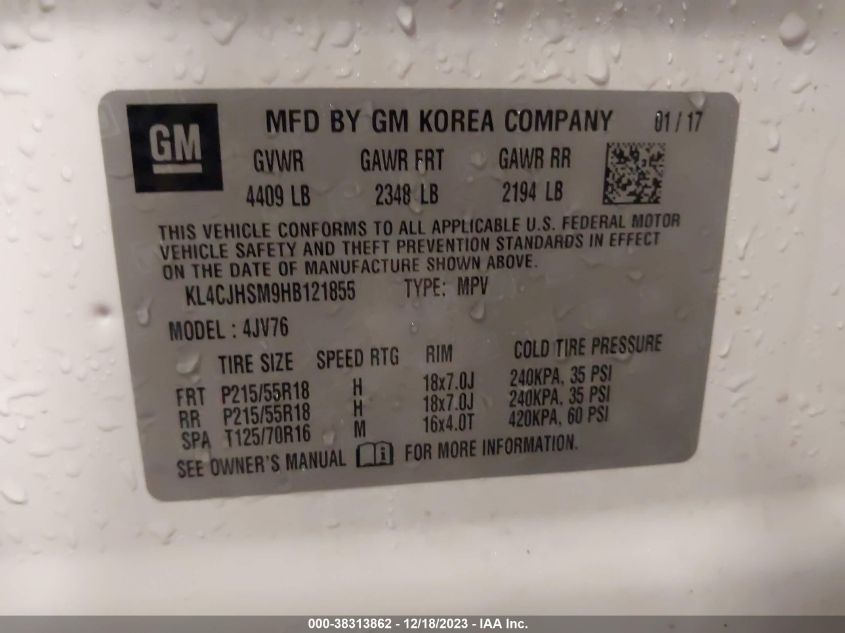 GM MFD BY GM KOREA COMPANY 01/17
GVWR GAWR FRT GAWR RR
4409 LB 2348 LB 2194 LB
THIS VEHICLE CONFORMS TO ALL APPLICABLE U.S. FEDERAL MOTOR
VEHICLE SAFETY AND THEFT PREVENTION STANDARDS IN EFFECT
ON THE DATE OF MANUFACTURE SHOWN ABOVE.
KL4CJHSM9HB121855 TYPE: MPV
MODEL : 4JV76
TIRE SIZE SPEED RTG RIM COLD TIRE PRESSURE
FRT P215/55R18 H 18x7.0J 240KPA, 35 PSI
RR P215/55R18 H 18x7.0J 240KPA, 35 PSI
SPA T125/70R16 M 16x4.0T 420KPA, 60 PSI
SEE OWNER'S MANUAL i FOR MORE INFORMATION.
000-38313862 - 12/18/2023 - IAA Inc.